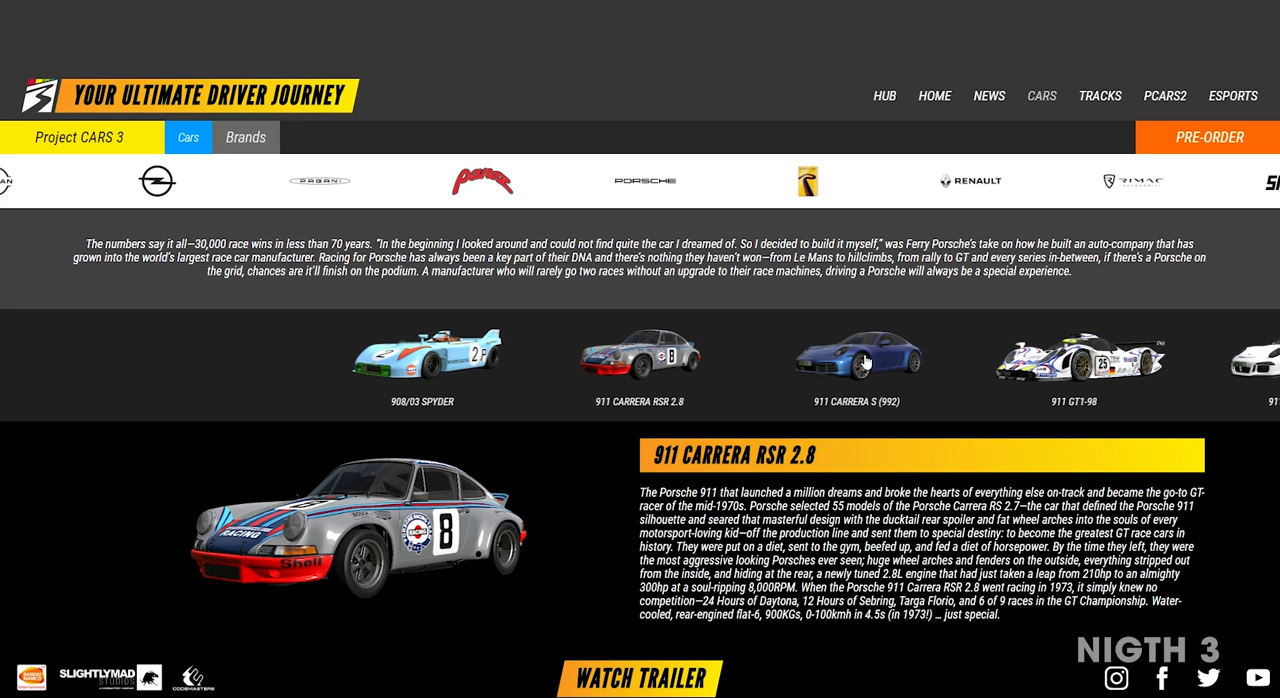 YOUR ULTIMATE DRIVER JOURNEY
HUB HOME NEWS CARS TRACKS PCARS2 ESPORTS
Project CARS 3 Cars Brands PRE-ORDER
PAGANI Panoz PORSCHE RENAULT RIMAC
The numbers say it all—30,000 race wins in less than 70 years. “In the beginning I looked around and could not find quite the car I dreamed of. So I decided to build it myself,” was Ferry Porsche's take on how he built an auto-company that has
grown into the world's largest race car manufacturer. Racing for Porsche has always been a key part of their DNA and there's nothing they haven't won—from Le Mans to hillclimbs, from rally to GT and every series in-between, if there's a Porsche on
the grid, chances are it'll finish on the podium. A manufacturer who will rarely go two races without an upgrade to their race machines, driving a Porsche will always be a special experience.
2 2 8 25
908/03 SPYDER 911 CARRERA RSR 2.8 911 CARRERA S (992) 911 GT1-98 91
911 CARRERA RSR 2.8
The Porsche 911 that launched a million dreams and broke the hearts of everything else on-track and became the go-to GT-
racer of the mid-1970s. Porsche selected 55 models of the Porsche Carrera RS 2.7—the car that defined the Porsche 911
silhouette and seared that masterful design with the ducktail rear spoiler and fat wheel arches into the souls of every
motorsport-loving kid—off the production line and sent them to special destiny: to become the greatest GT race cars in
history. They were put on a diet, sent to the gym, beefed up, and fed a diet of horsepower. By the time they left, they were
the most aggressive looking Porsches ever seen; huge wheel arches and fenders on the outside, everything stripped out
from the inside, and hiding at the rear, a newly tuned 2.8L engine that had just taken a leap from 210hp to an almighty
300hp at a soul-ripping 8,000RPM. When the Porsche 911 Carrera RSR 2.8 went racing in 1973, it simply knew no
competition—24 Hours of Daytona, 12 Hours of Sebring, Targa Florio, and 6 of 9 races in the GT Championship. Water-
cooled, rear-engined flat-6, 900KGs, 0-100kmh in 4.5s (in 1973!) … just special.
8
RACING
Shell
NIGTH 3
BANDAI NAMCO Entertainment SLIGHTLYMAD STUDIOS CODEMASTERS WATCH TRAILER